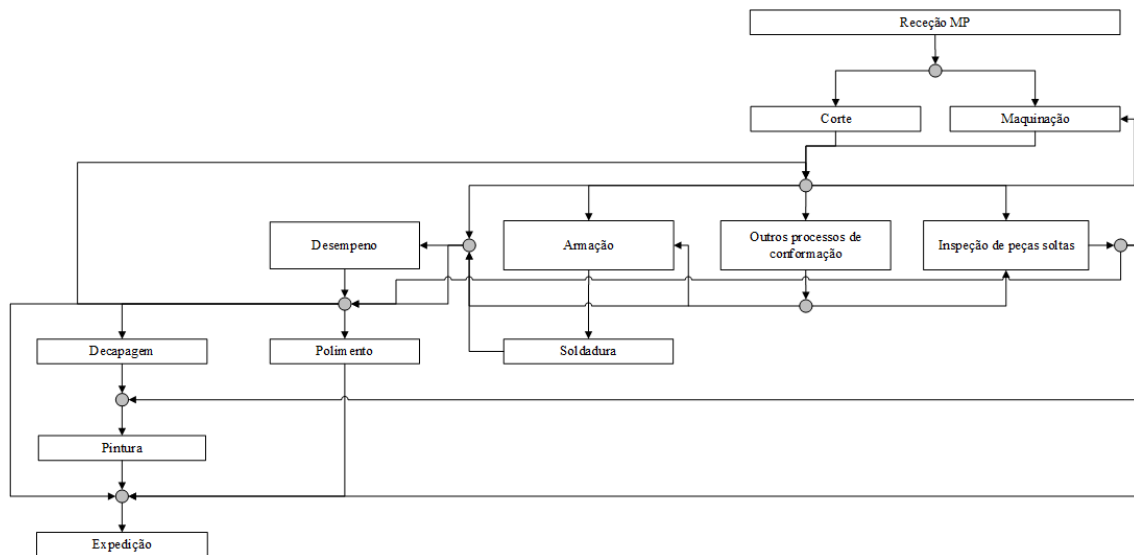 Receção MP
Corte
Maquinação
Desempeno
Armação
Outros processos de
conformação
Inspeção de peças soltas
Decapagem
Polimento
Soldadura
Pintura
Expedição